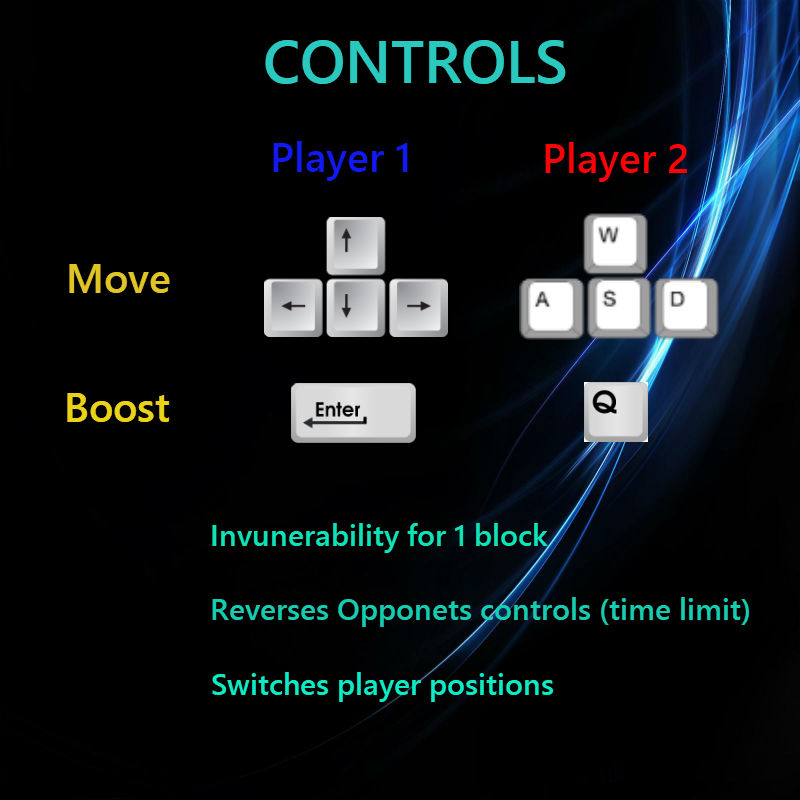 CONTROLS
Player 1 Player 2
Move
↑ W
← ↓ → A S D
Boost Enter Q
Invunerability for 1 block
Reverses Opponets controls (time limit)
Switches player positions